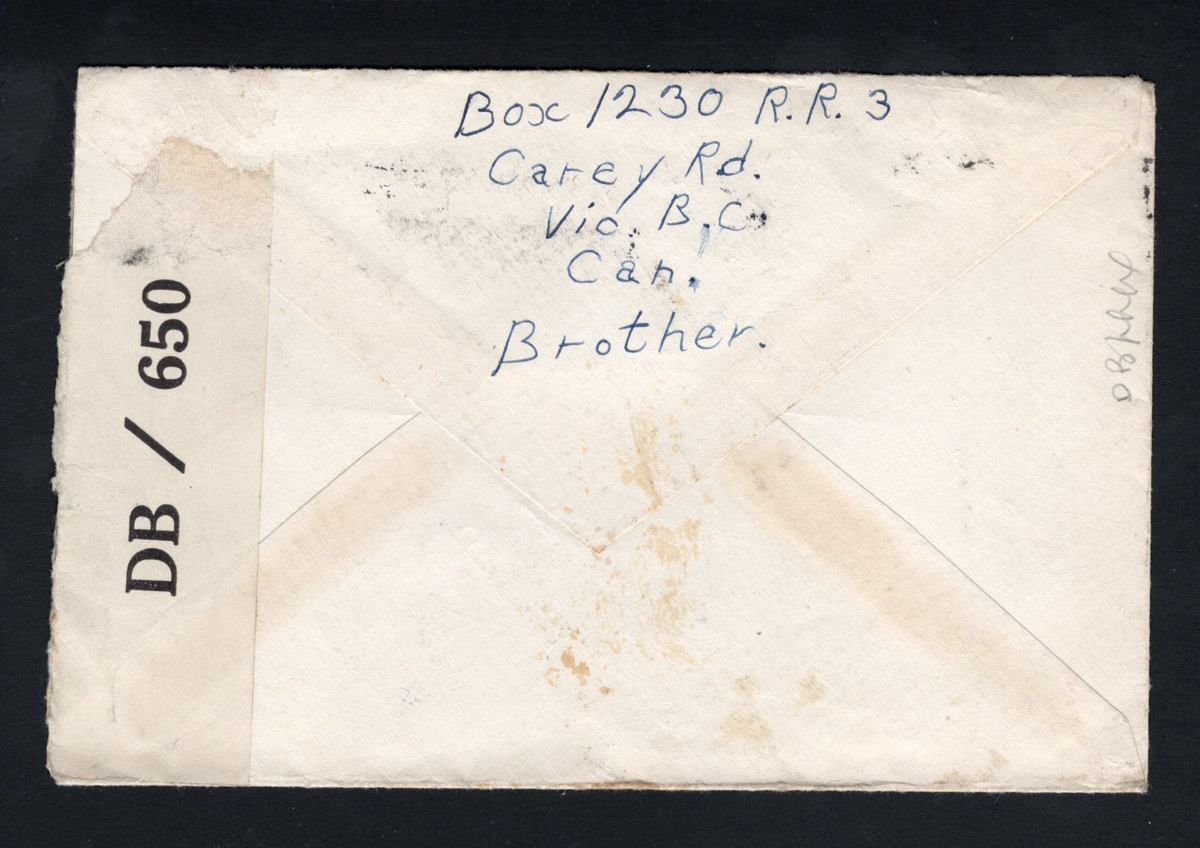 Box 1230 R.R. 3
Carey Rd.
Vic. B.C.
Can.
Brother.
DB / 650